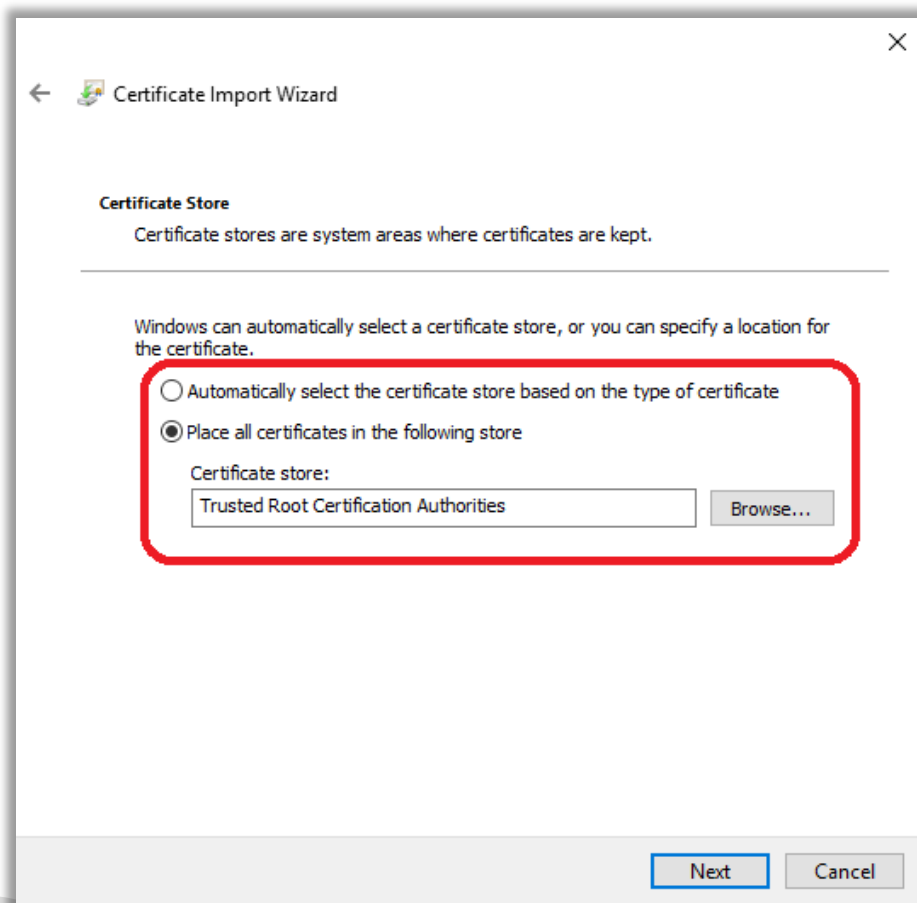 Certificate Import Wizard
Certificate Store
Certificate stores are system areas where certificates are kept.
Windows can automatically select a certificate store, or you can specify a location for
the certificate.
Automatically select the certificate store based on the type of certificate
Place all certificates in the following store
Certificate store:
Trusted Root Certification Authorities
Browse...
Next
Cancel